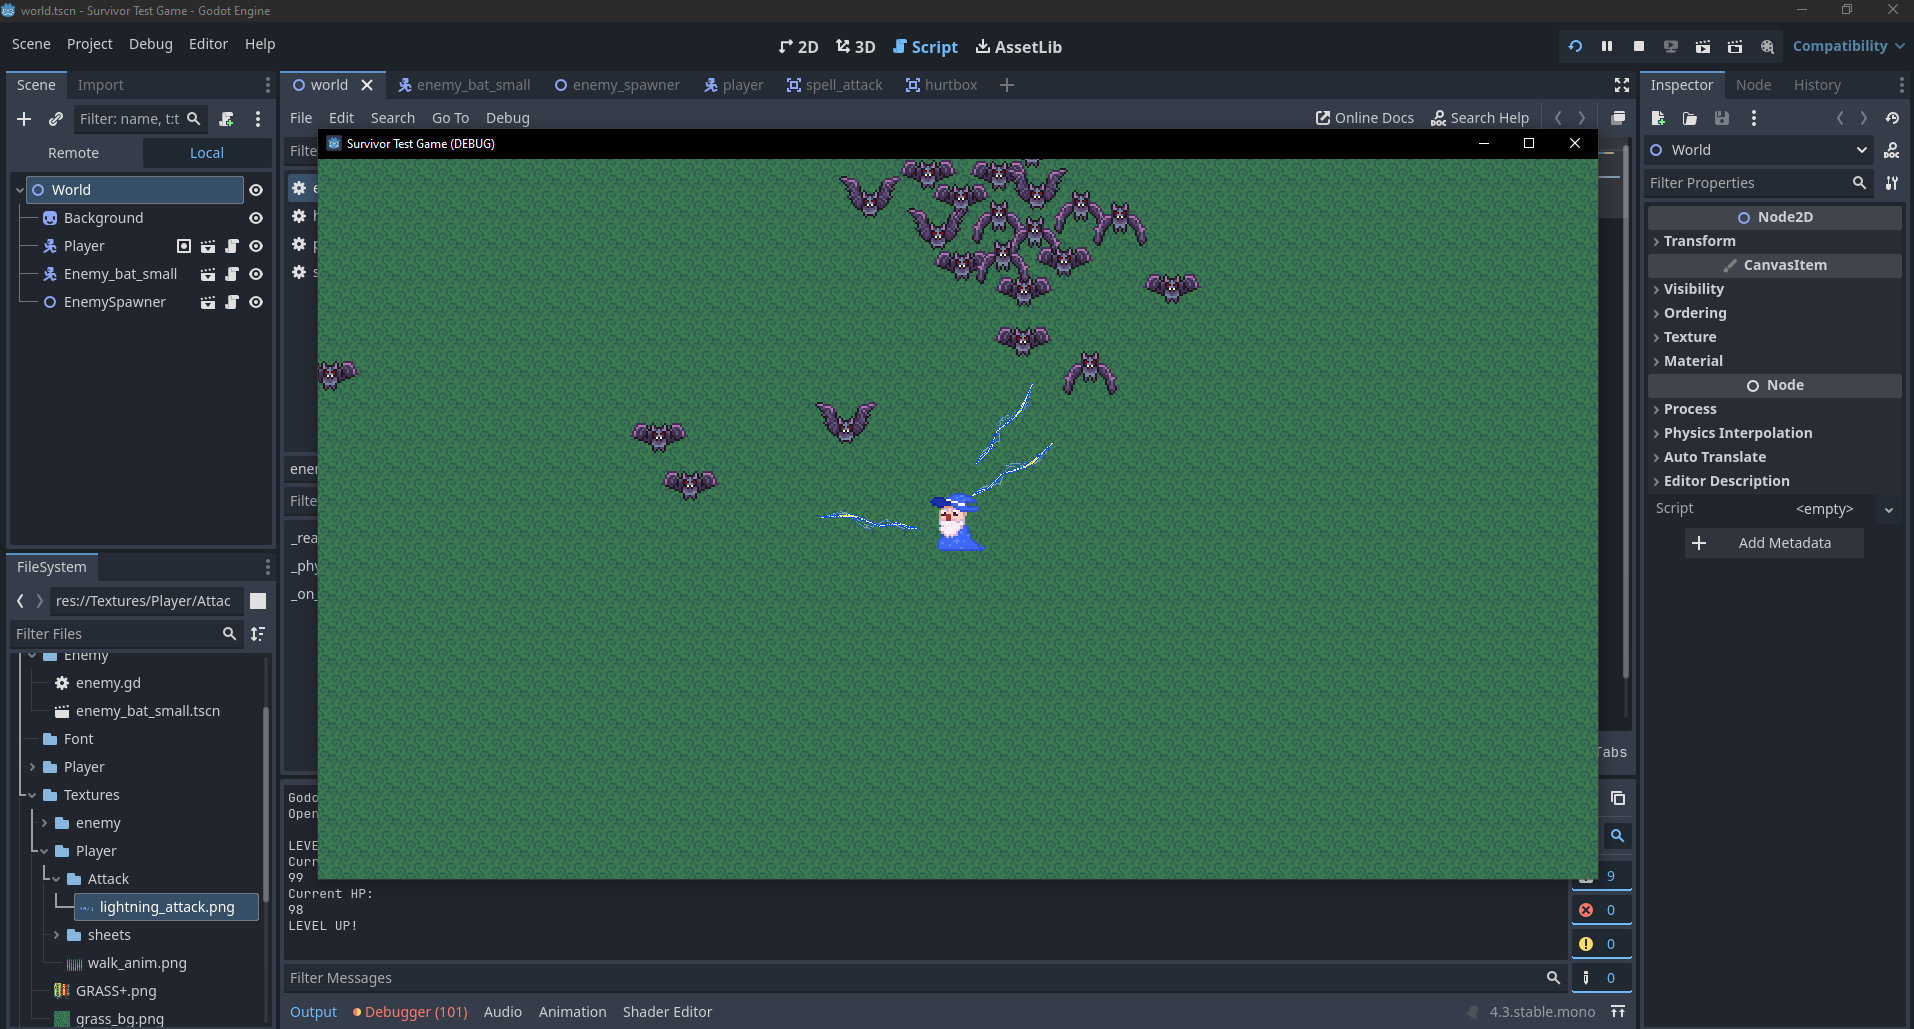 world.tscn - Survivor Test Game - Godot Engine
Scene Project Debug Editor Help
2D 3D Script AssetLib
Compatibility
Scene Import
world enemy_bat_small enemy_spawner player spell_attack hurtbox
Inspector Node History
Filter: name, t:t
File Edit Search Go To Debug
Online Docs Search Help
Remote Local
World
Background
Player
Enemy_bat_small
EnemySpawner
Filte
Survivor Test Game (DEBUG)
e
h
p
s
ener
Filte
_rea
_phy
_on_
World
Filter Properties
Node2D
Transform
CanvasItem
Visibility
Ordering
Texture
Material
Node
Process
Physics Interpolation
Auto Translate
Editor Description
Script <empty>
Add Metadata
FileSystem
res://Textures/Player/Attac
Filter Files
Enemy
enemy.gd
enemy_bat_small.tscn
Font
Player
Textures
enemy
Player
Attack
lightning_attack.png
sheets
walk_anim.png
GRASS+.png
grass_bg.png
Tabs
Godo
Open
LEVE
Curr
99
Current HP:
98
LEVEL UP!
9
0
0
0
Filter Messages
Output Debugger (101) Audio Animation Shader Editor
4.3.stable.mono